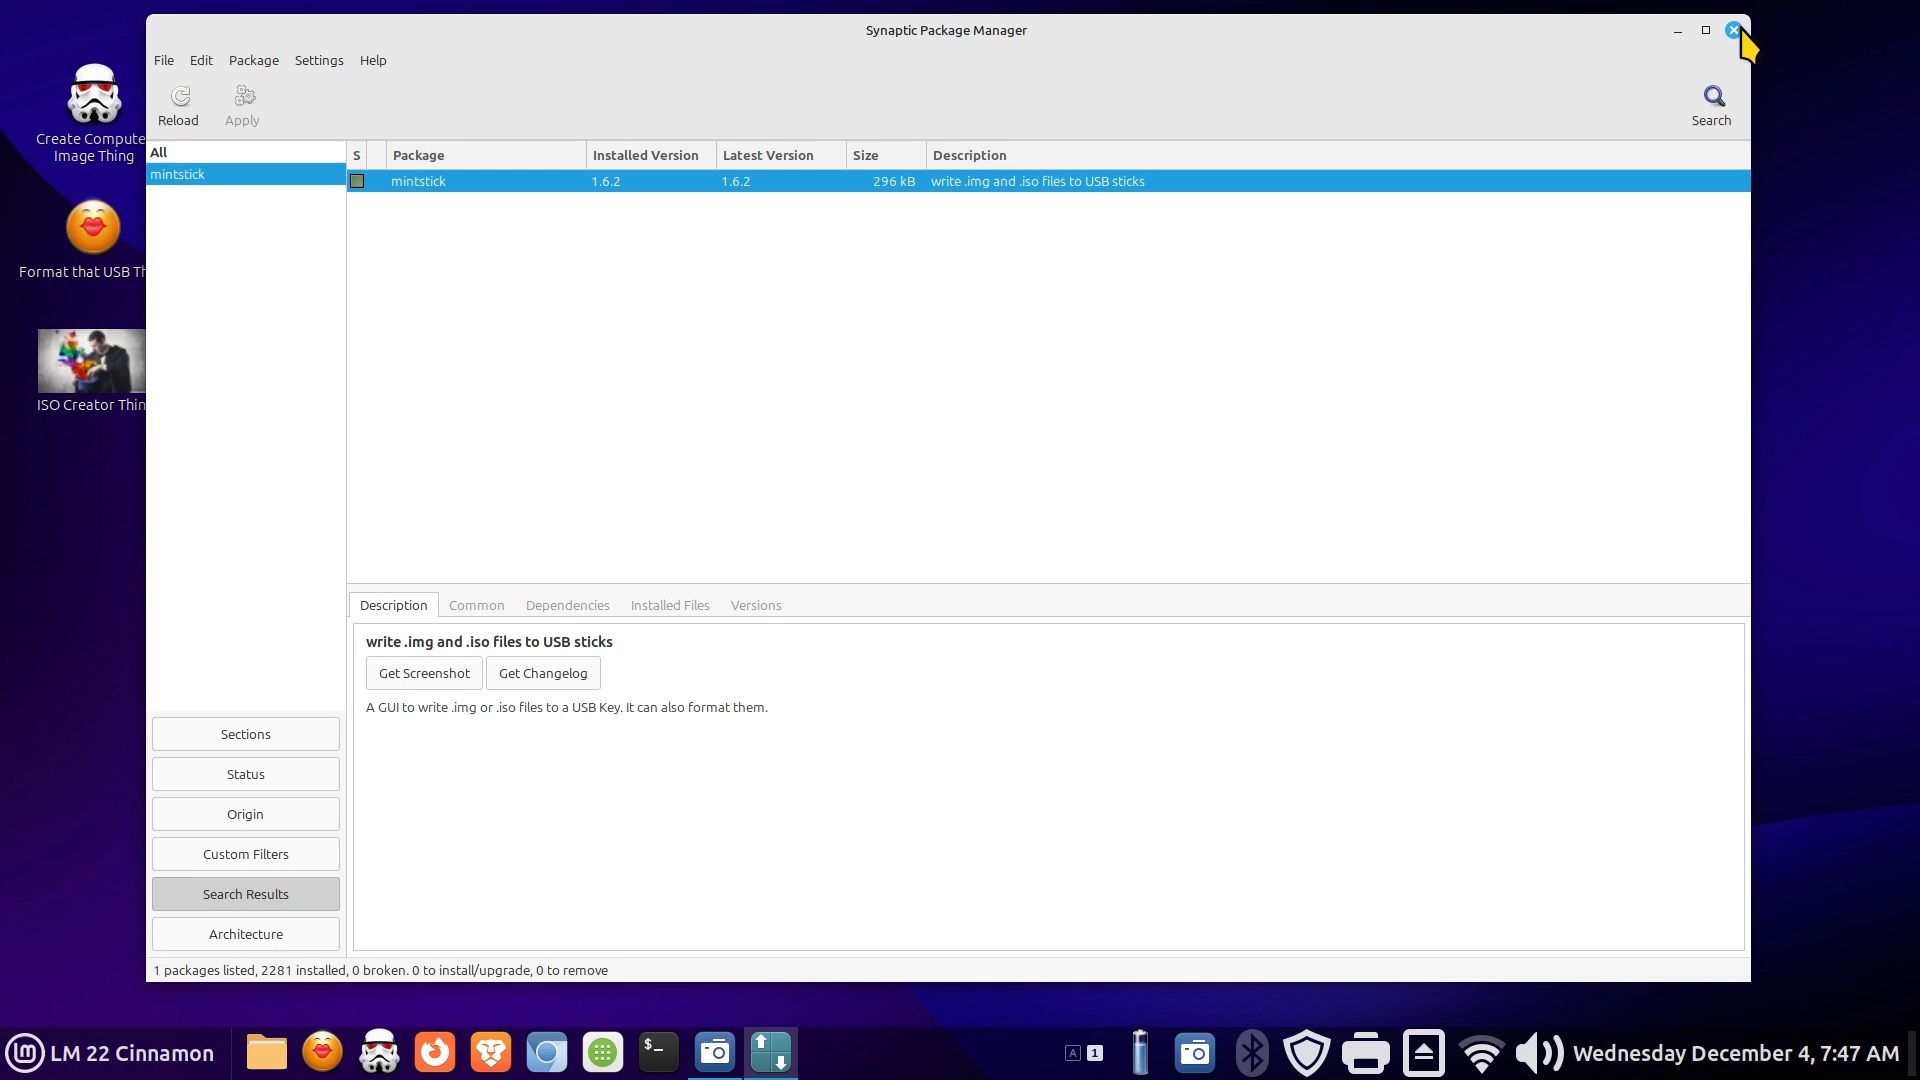 Synaptic Package Manager
File Edit Package Settings Help
Reload Apply Search
Create Compute
Image Thing
Format that USB Th
ISO Creator Thin
All
mintstick
S Package Installed Version Latest Version Size Description
mintstick 1.6.2 1.6.2 296 kB write .img and .iso files to USB sticks
Description Common Dependencies Installed Files Versions
write .img and .iso files to USB sticks
Get Screenshot Get Changelog
A GUI to write .img or .iso files to a USB Key. It can also format them.
Sections
Status
Origin
Custom Filters
Search Results
Architecture
1 packages listed, 2281 installed, 0 broken. 0 to install/upgrade, 0 to remove
LM 22 Cinnamon $_ A 1 Wednesday December 4, 7:47 AM